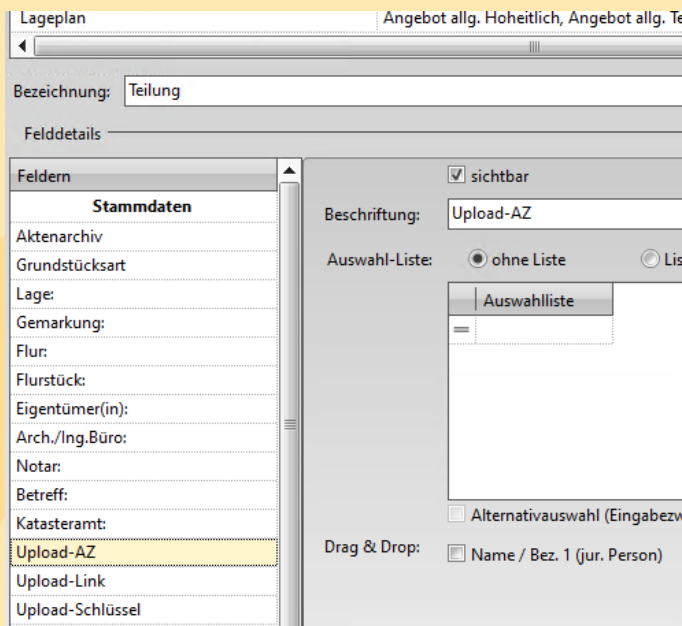 Lageplan Angebot allg. Hoheitlich, Angebot allg. Te
Bezeichnung: Teilung
Felddetails
Feldern
Stammdaten
Aktenarchiv
Grundstücksart
Lage:
Gemarkung:
Flur:
Flurstück:
Eigentümer(in):
Arch./Ing.Büro:
Notar:
Betreff:
Katasteramt:
Upload-AZ
Upload-Link
Upload-Schlüssel
sichtbar
Beschriftung: Upload-AZ
Auswahl-Liste: ohne Liste Lis
Auswahlliste
Alternativauswahl (Eingabezw
Drag & Drop: Name / Bez. 1 (jur. Person)